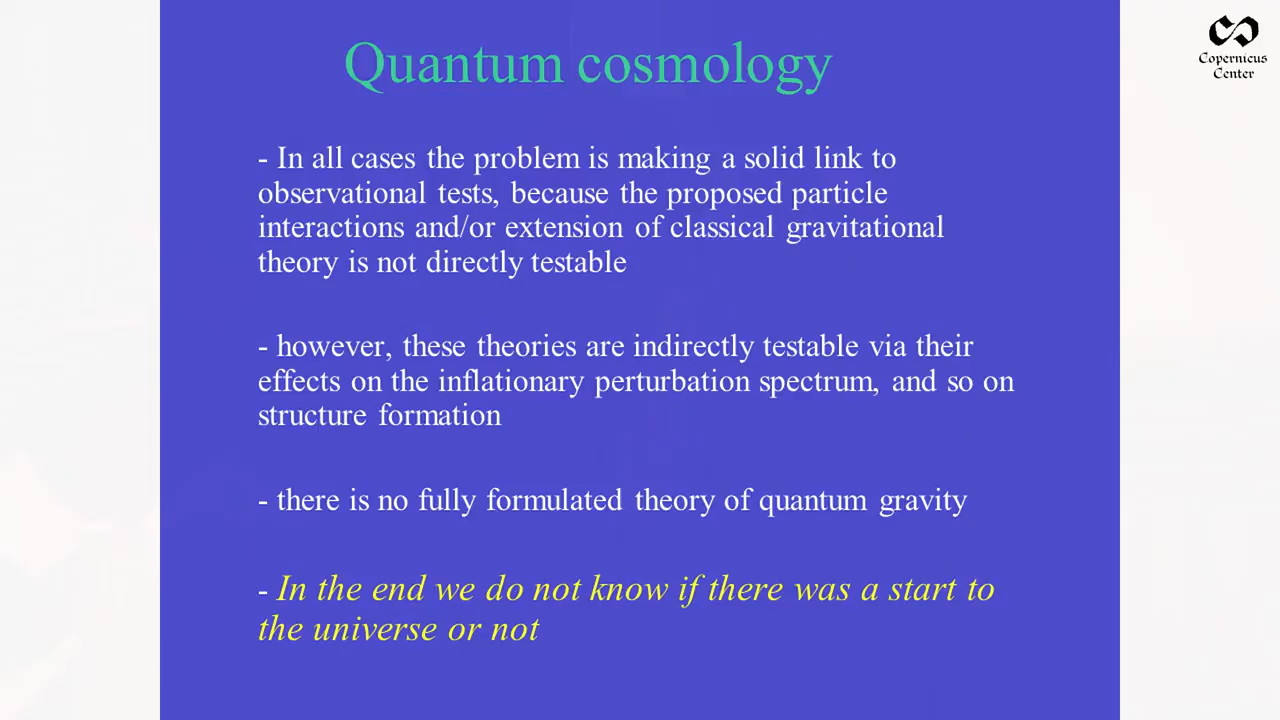 Quantum cosmology
Copernicus
Center
- In all cases the problem is making a solid link to
observational tests, because the proposed particle
interactions and/or extension of classical gravitational
theory is not directly testable
- however, these theories are indirectly testable via their
effects on the inflationary perturbation spectrum, and so on
structure formation
- there is no fully formulated theory of quantum gravity
- In the end we do not know if there was a start to
the universe or not